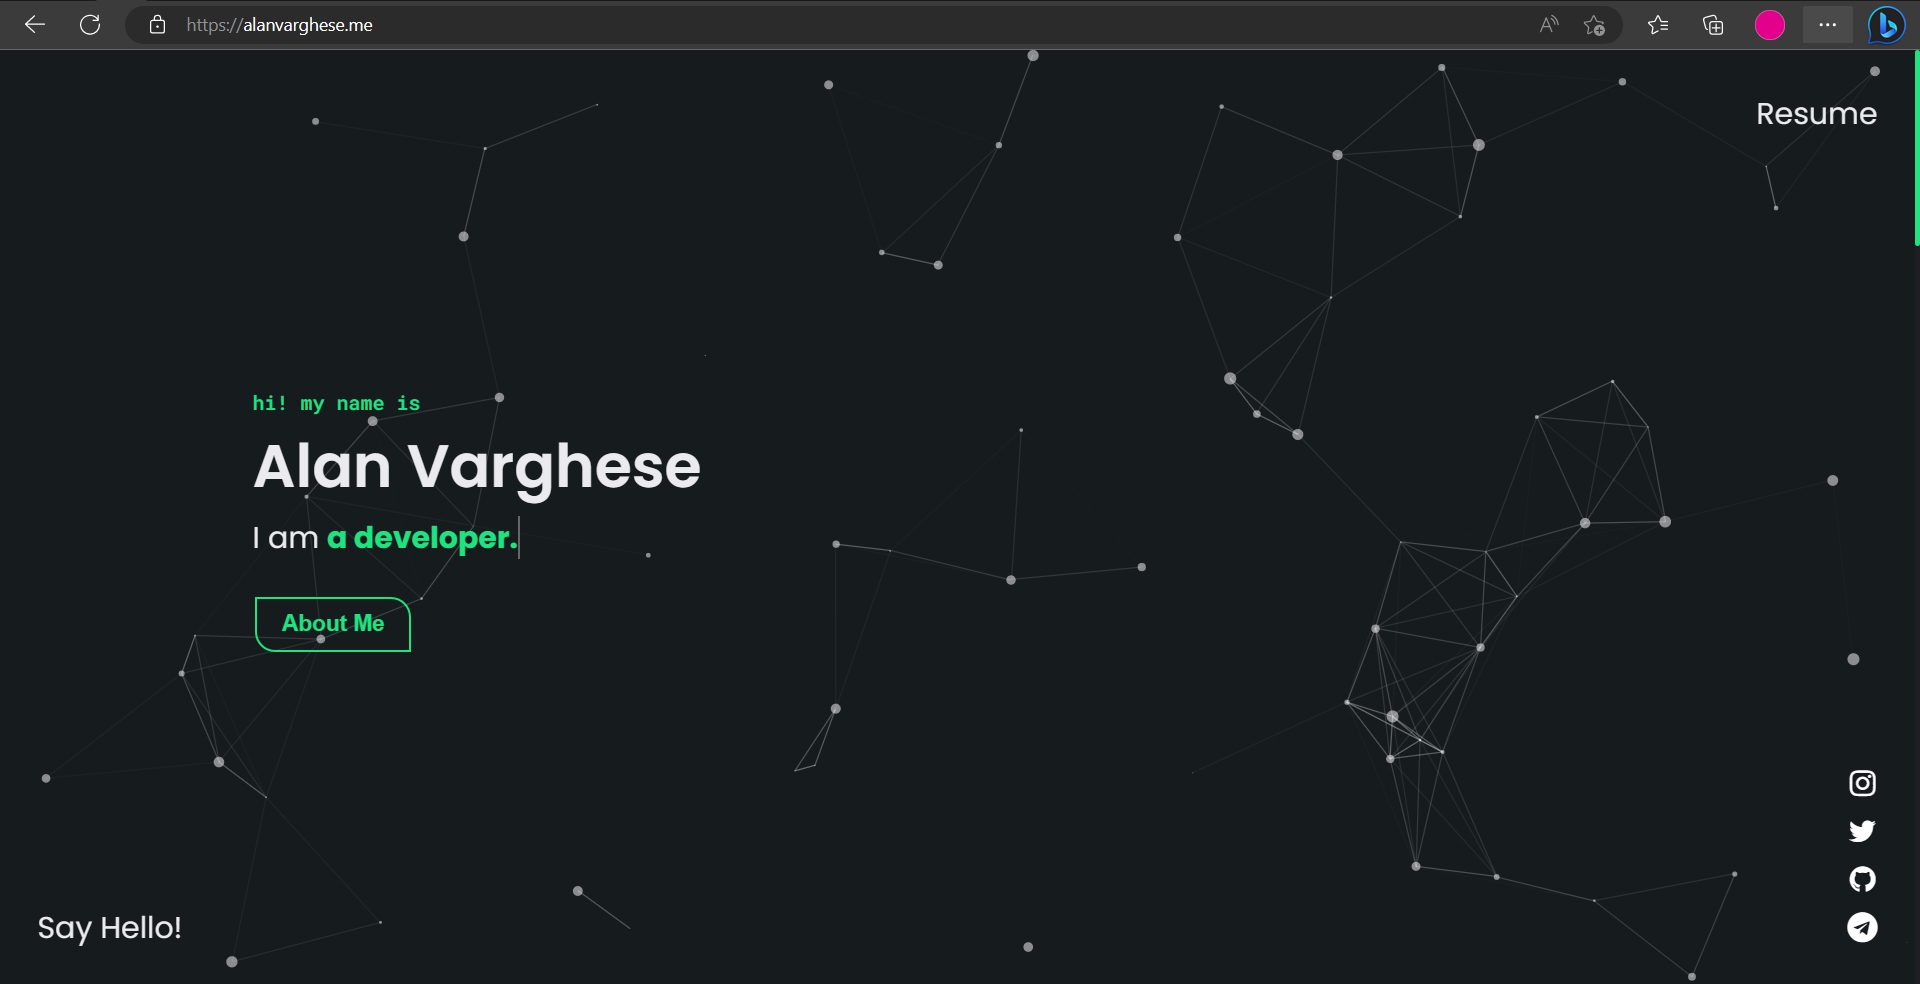 https://alanvarghese.me
Resume
hi! my name is
Alan Varghese
I am a developer.
About Me
Say Hello!